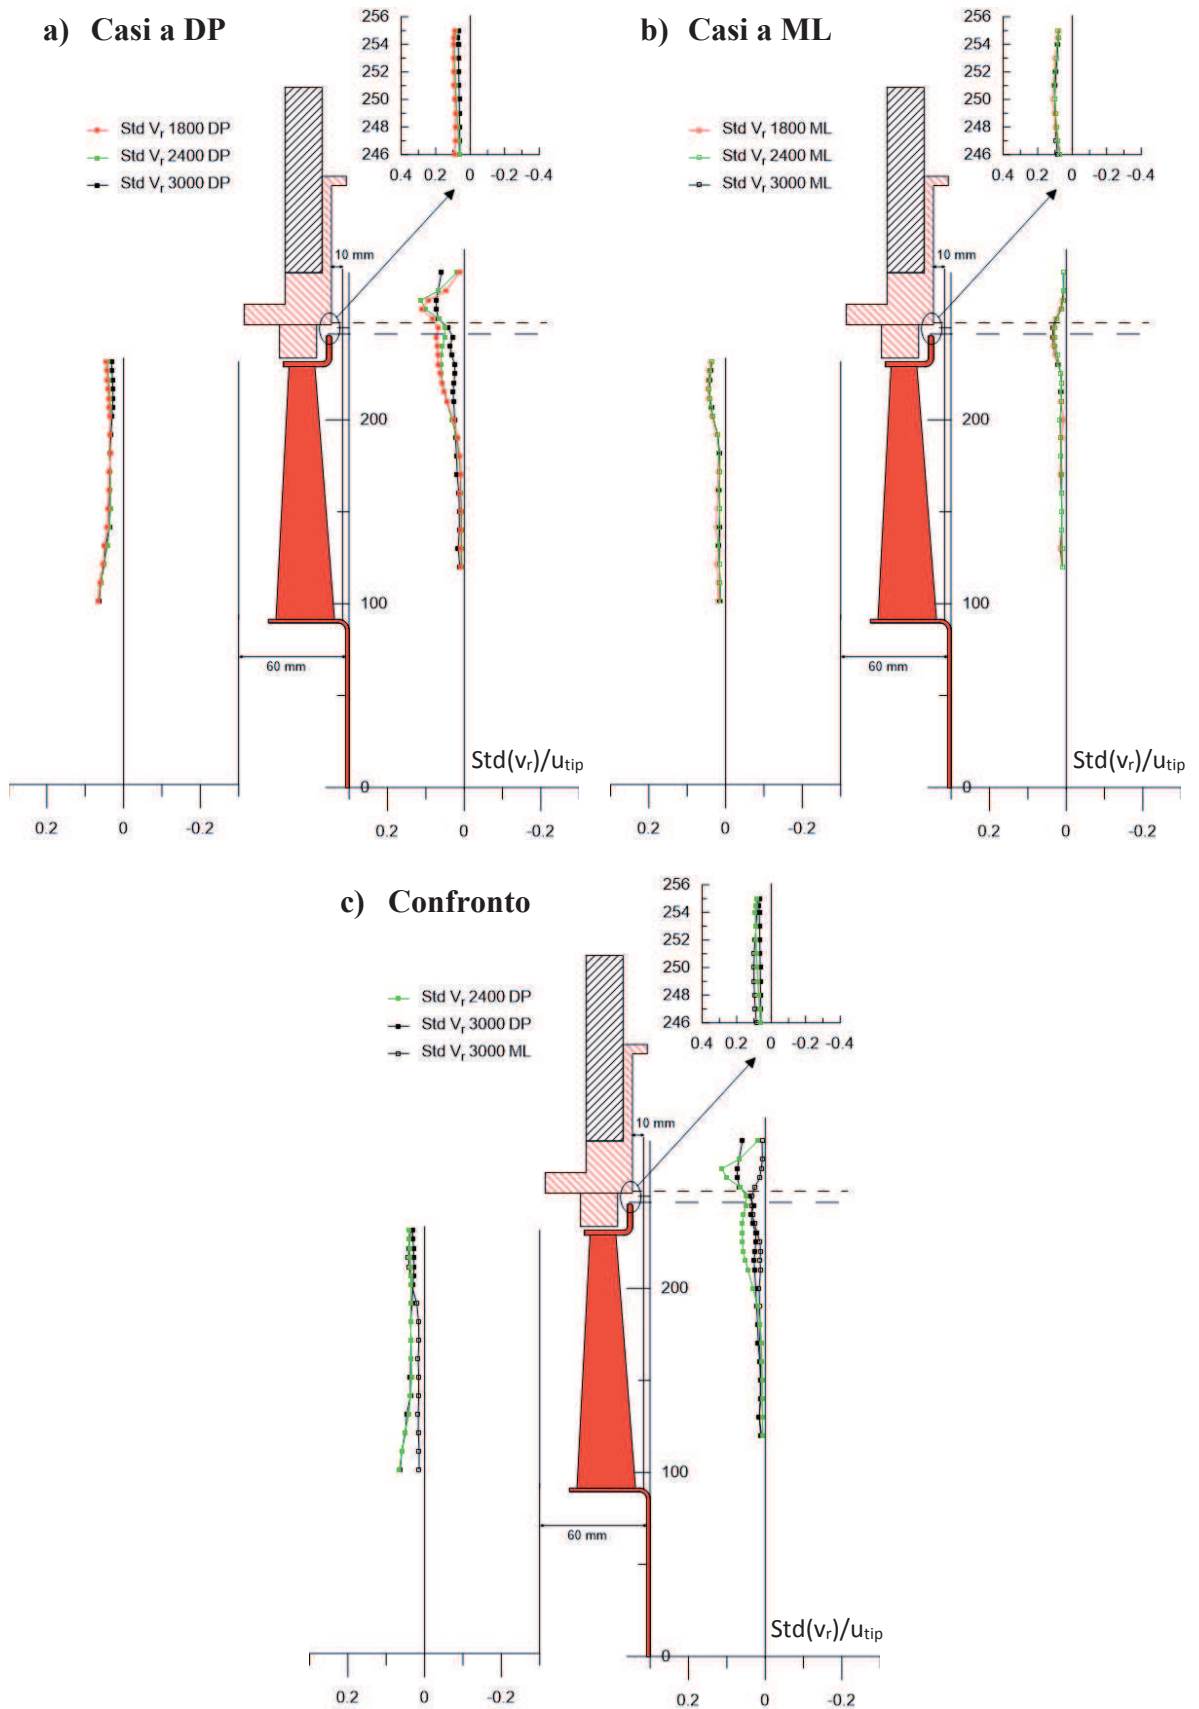 a) Casi a DP
256
254
252
250
248
246
0.4 0.2 0 -0.2 -0.4
Std Vr 1800 DP
Std Vr 2400 DP
Std Vr 3000 DP
10 mm
200
100
60 mm
Std(vr)/utip
0
0.2 0 -0.2
0.2 0 -0.2
b) Casi a ML
256
254
252
250
248
246
0.4 0.2 0 -0.2 -0.4
Std Vr 1800 ML
Std Vr 2400 ML
Std Vr 3000 ML
10 mm
200
100
60 mm
Std(vr)/utip
0
0.2 0 -0.2
0.2 0 -0.2
c) Confronto
256
254
252
250
248
246
0.4 0.2 0 -0.2 -0.4
Std Vr 2400 DP
Std Vr 3000 DP
Std Vr 3000 ML
10 mm
200
100
60 mm
Std(vr)/utip
0
0.2 0 -0.2
0.2 0 -0.2